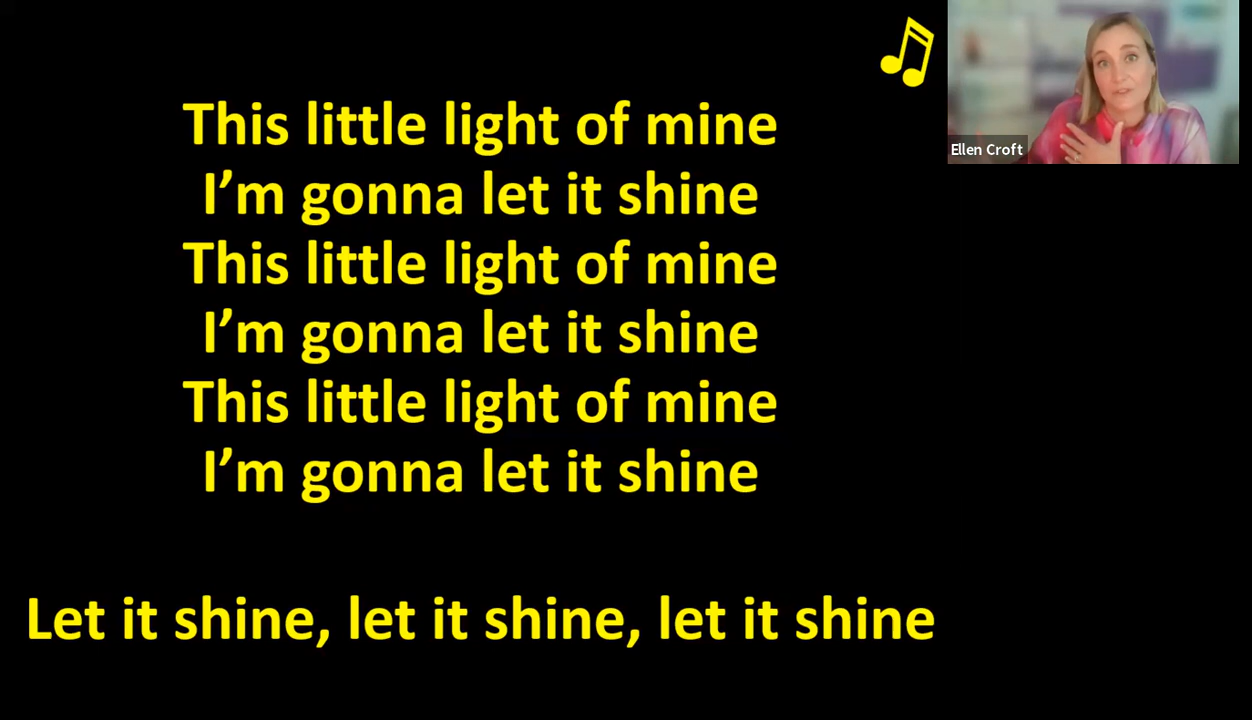 This little light of mine
I’m gonna let it shine
This little light of mine
I’m gonna let it shine
This little light of mine
I’m gonna let it shine
Let it shine, let it shine, let it shine
Ellen Croft